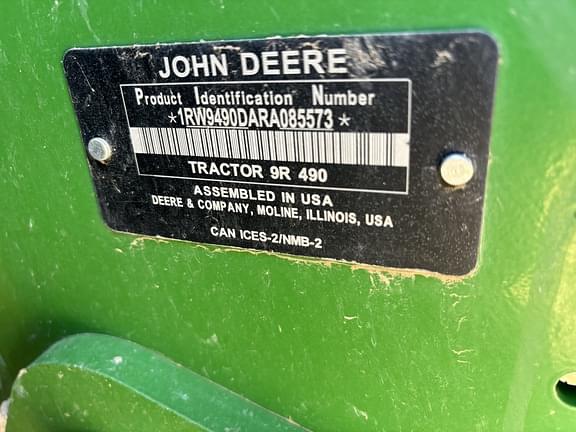 JOHN DEERE
Product Identification Number
*1RW9490DARA085573*
TRACTOR 9R 490
ASSEMBLED IN USA
DEERE & COMPANY, MOLINE, ILLINOIS, USA
CAN ICES-2/NMB-2